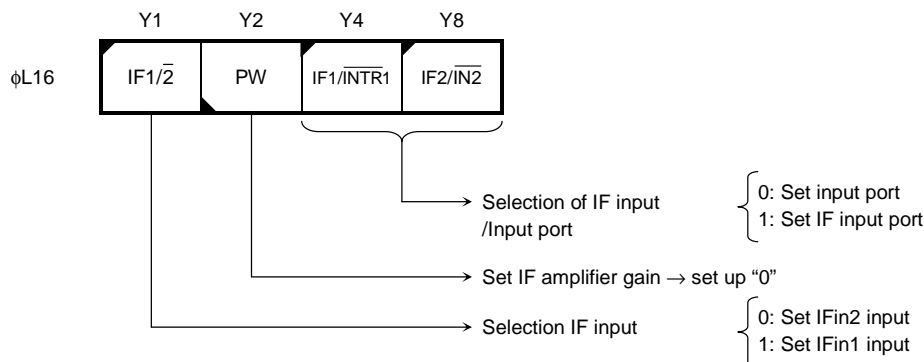 Y1 Y2 Y4 Y8
ϕL16 IF1/2̅ PW IF1/I̅N̅T̅R̅1̅ IF2/I̅N̅2̅
Selection of IF input
/Input port
0: Set input port
1: Set IF input port
Set IF amplifier gain → set up “0”
Selection IF input
0: Set IFin2 input
1: Set IFin1 input